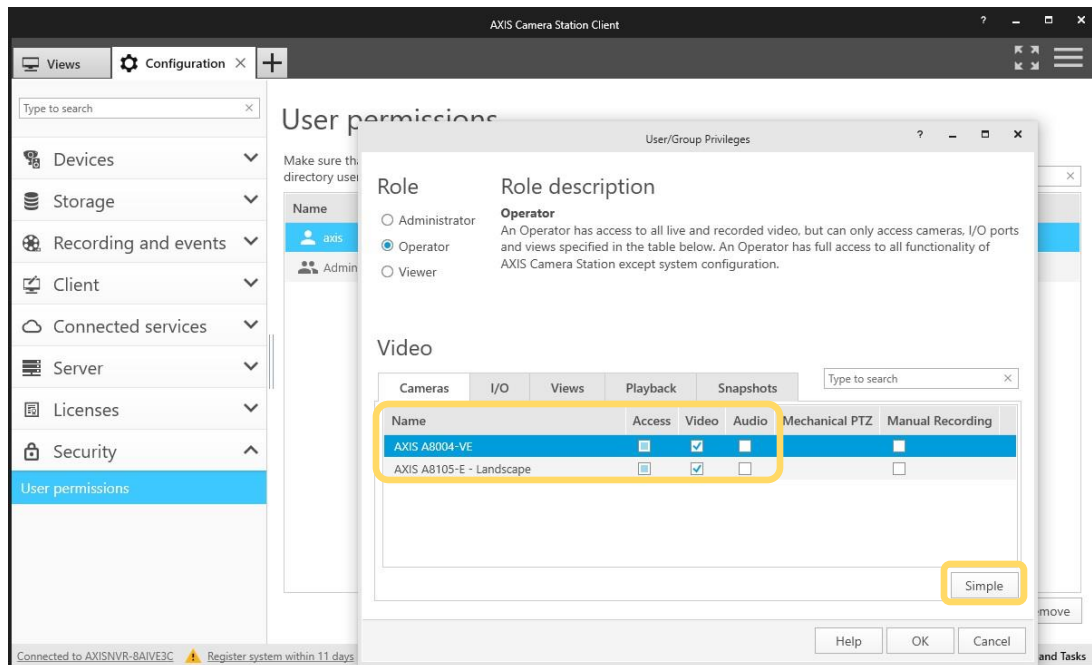 AXIS Camera Station Client
Views
Configuration
Type to search
Devices
Storage
Recording and events
Client
Connected services
Server
Licenses
Security
User permissions
User permissions
Make sure
directory
Name
axis
Admin
User/Group Privileges
Role
Administrator
Operator
Viewer
Role description
Operator
An Operator has access to all live and recorded video, but can only access cameras, I/O ports
and views specified in the table below. An Operator has full access to all functionality of
AXIS Camera Station except system configuration.
Video
Cameras I/O Views Playback Snapshots Type to search
Name Access Video Audio Mechanical PTZ Manual Recording
AXIS A8004-VE
AXIS A8105-E - Landscape
Simple
Help OK Cancel
Connected to AXISNVR-8AIVE3C Register system within 11 days
and Tasks